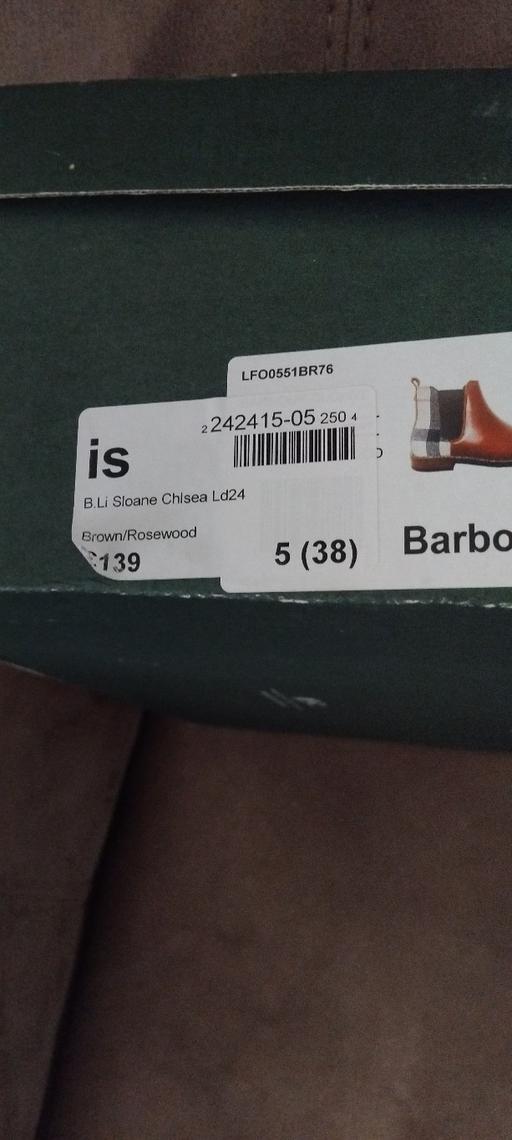 LFO0551BR76
2 242415-05 250 4
is
B.Li Sloane Chlsea Ld24
Brown/Rosewood
£139
5 (38)
Barbo